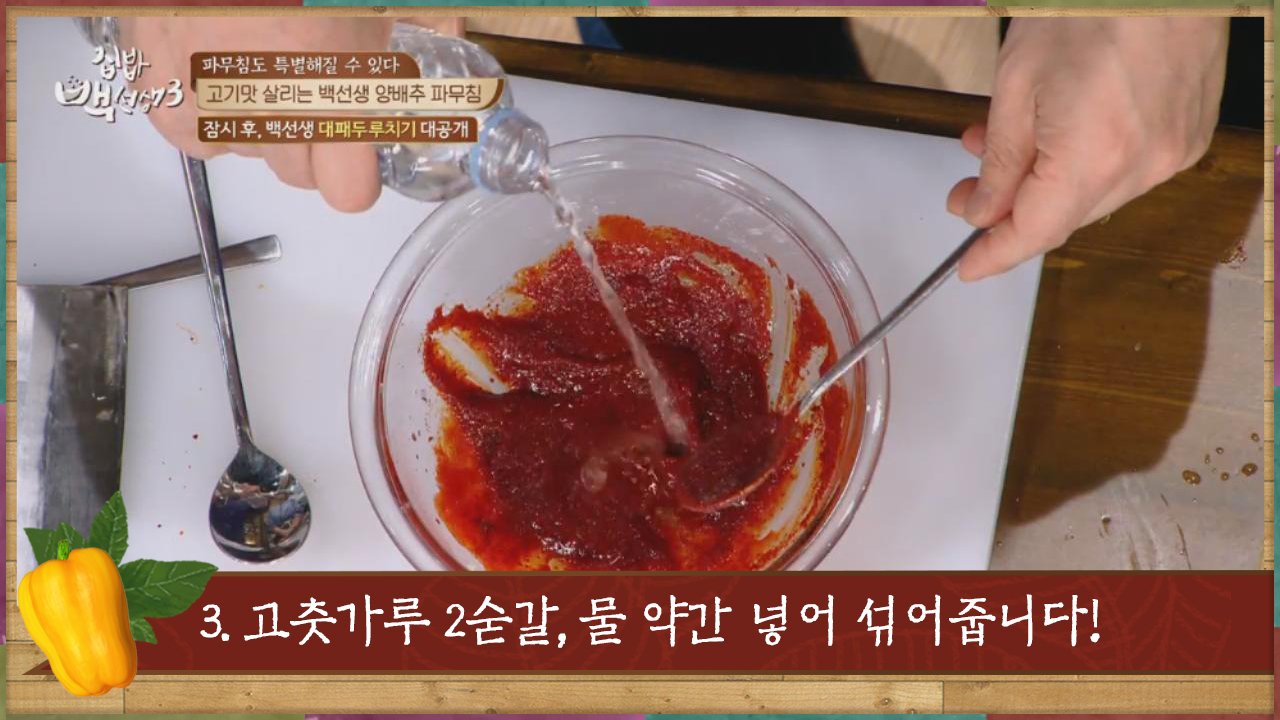 집밥
백선생3
파무침도 특별해질 수 있다
고기맛 살리는 백선생 양배추 파무침
잠시 후, 백선생 대패두루치기 대공개
3. 고춧가루 2숟갈, 물 약간 넣어 섞어줍니다!